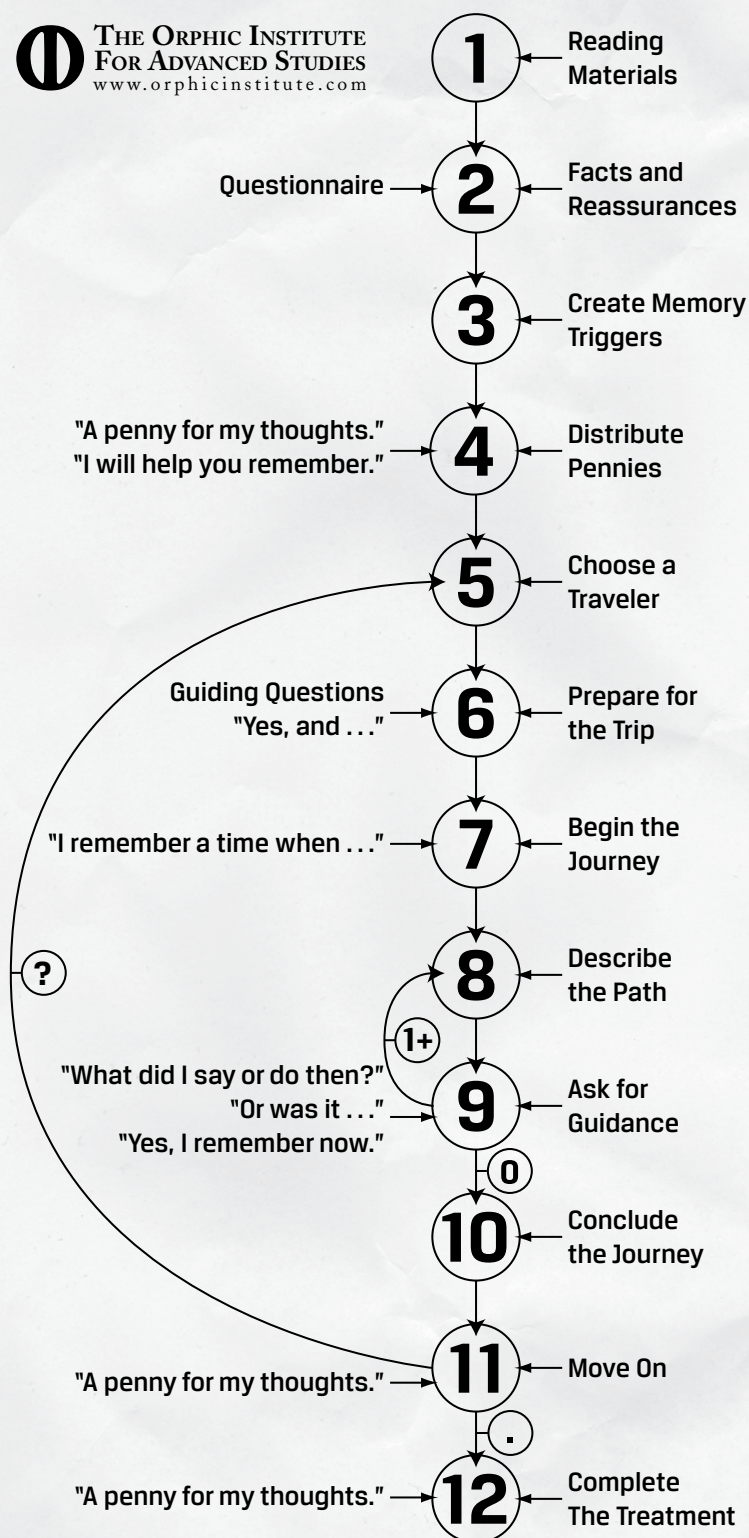 THE ORPHIC INSTITUTE
FOR ADVANCED STUDIES
www.orphicinstitute.com
1
Reading
Materials
Questionnaire
2
Facts and
Reassurances
3
Create Memory
Triggers
"A penny for my thoughts."
"I will help you remember."
4
Distribute
Pennies
5
Choose a
Traveler
Guiding Questions
"Yes, and . . ."
6
Prepare for
the Trip
"I remember a time when . . ."
7
Begin the
Journey
?
8
Describe
the Path
1+
"What did I say or do then?"
"Or was it . . ."
"Yes, I remember now."
9
Ask for
Guidance
0
10
Conclude
the Journey
"A penny for my thoughts."
11
Move On
.
"A penny for my thoughts."
12
Complete
The Treatment